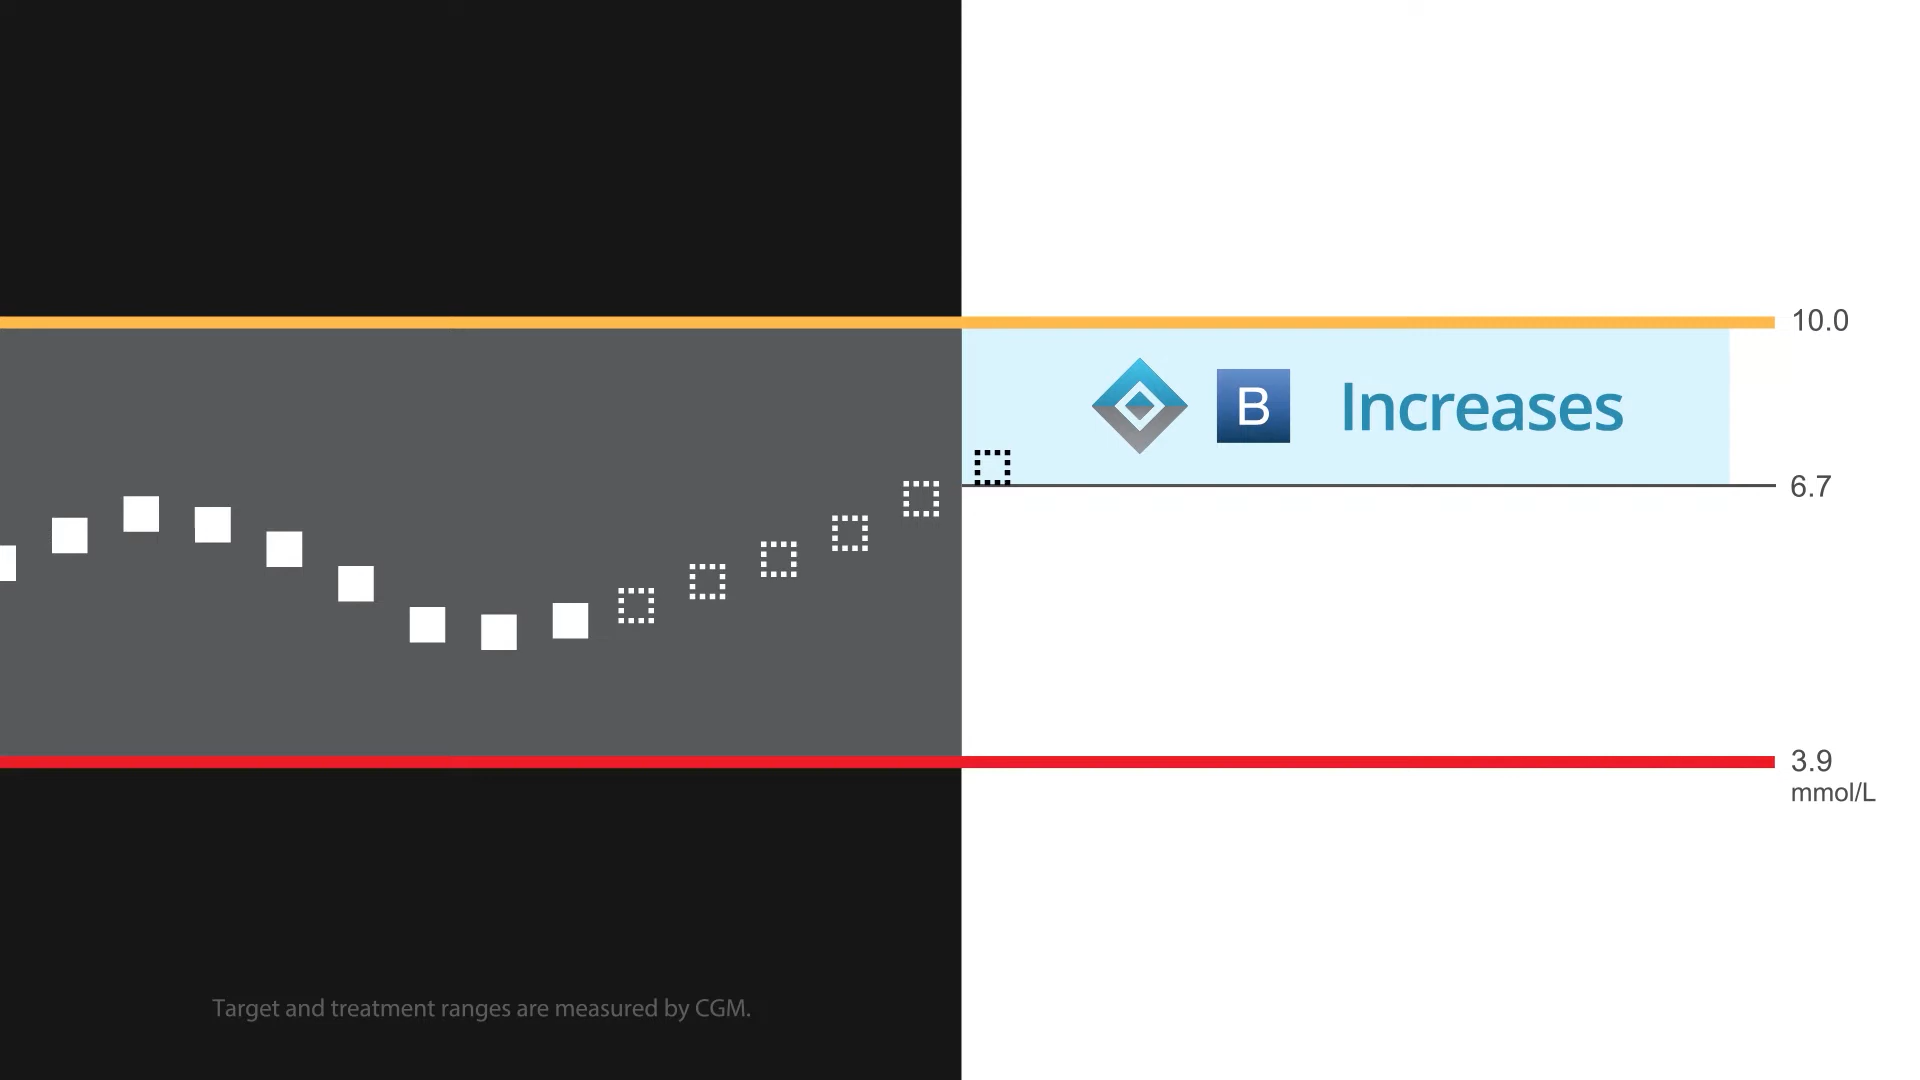 10.0
B Increases
6.7
3.9
mmol/L
Target and treatment ranges are measured by CGM.